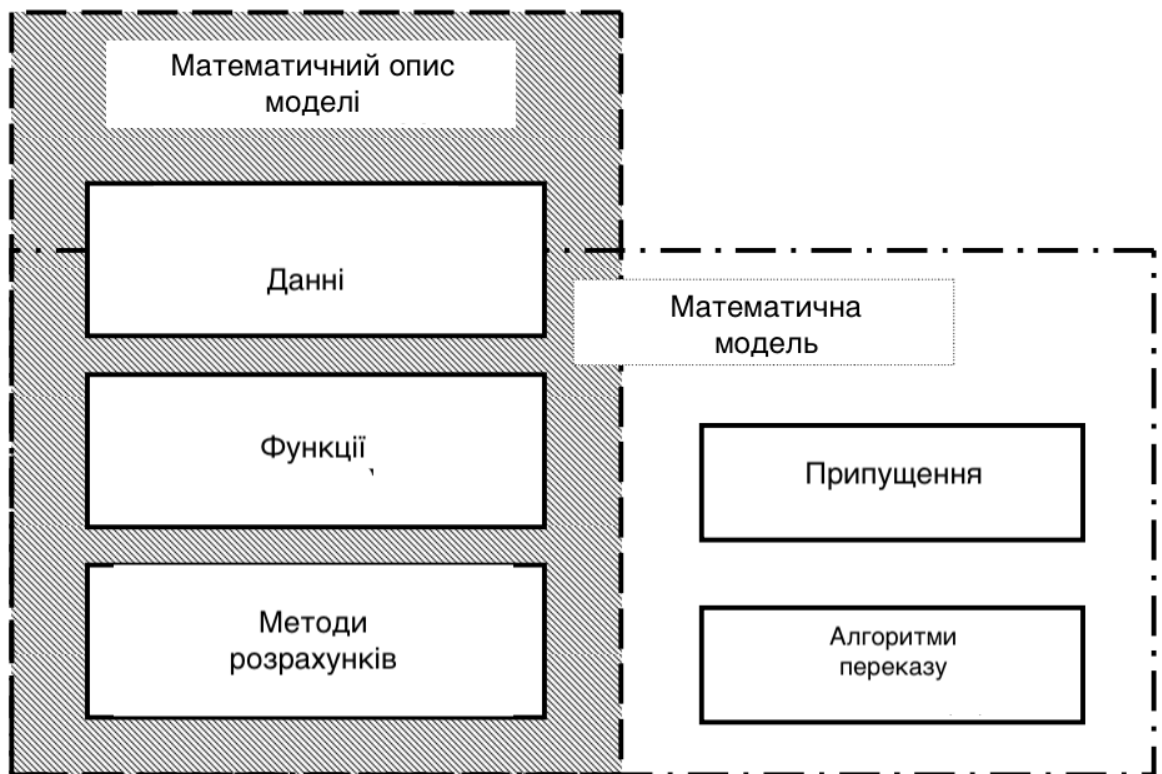 Математичний опис
моделі
Данні
Математична
модель
Функції
Припущення
Методи
розрахунків
Алгоритми
переказу